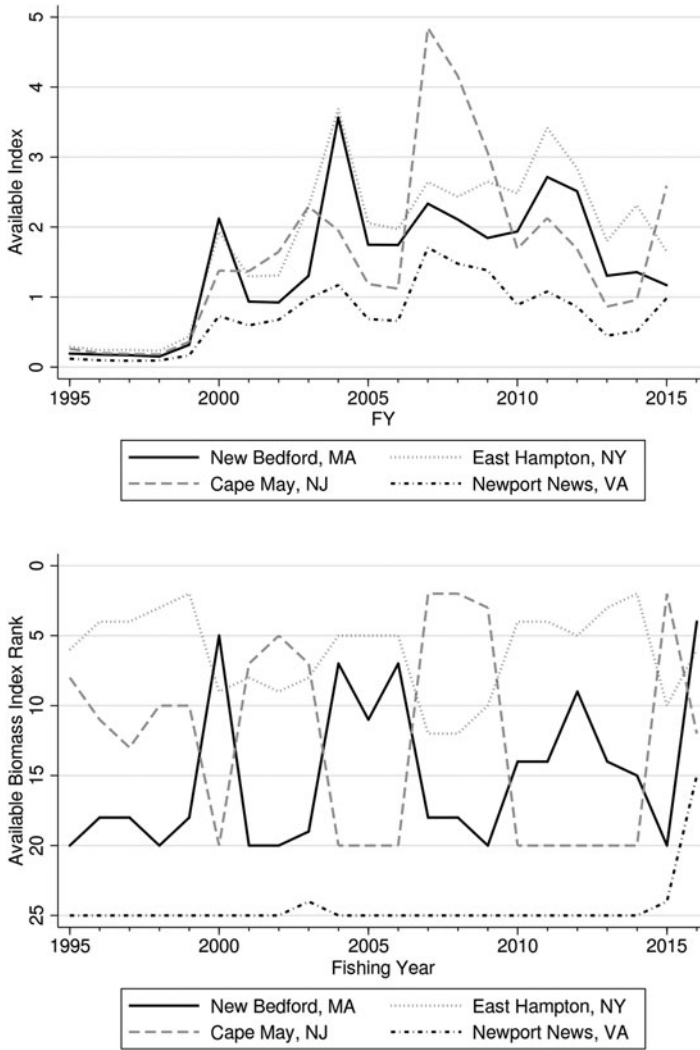 Available Index
5
4
3
2
1
0
1995 2000 2005 2010 2015
FY
New Bedford, MA East Hampton, NY
Cape May, NJ Newport News, VA
Available Biomass Index Rank
0
5
10
15
20
25
1995 2000 2005 2010 2015
Fishing Year
New Bedford, MA East Hampton, NY
Cape May, NJ Newport News, VA